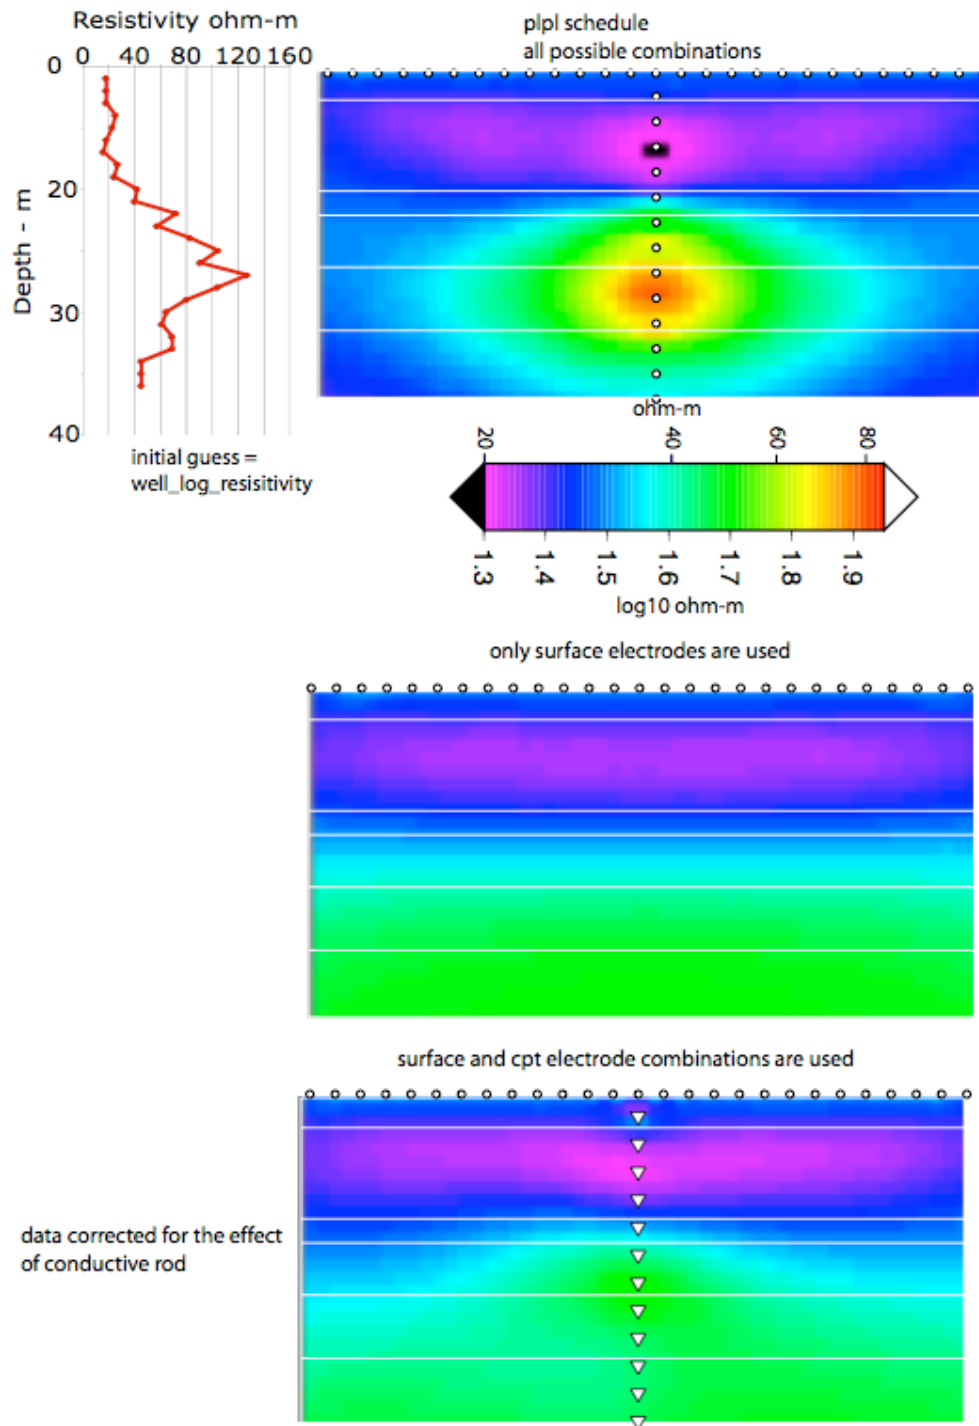 Resistivity ohm-m
0 40 80 120 160
0
20
30
40
Depth - m
initial guess =
well_log_resisitivity
plpl schedule
all possible combinations
ohm-m
20 40 60 80
1.3 1.4 1.5 1.6 1.7 1.8 1.9
log10 ohm-m
only surface electrodes are used
surface and cpt electrode combinations are used
data corrected for the effect
of conductive rod